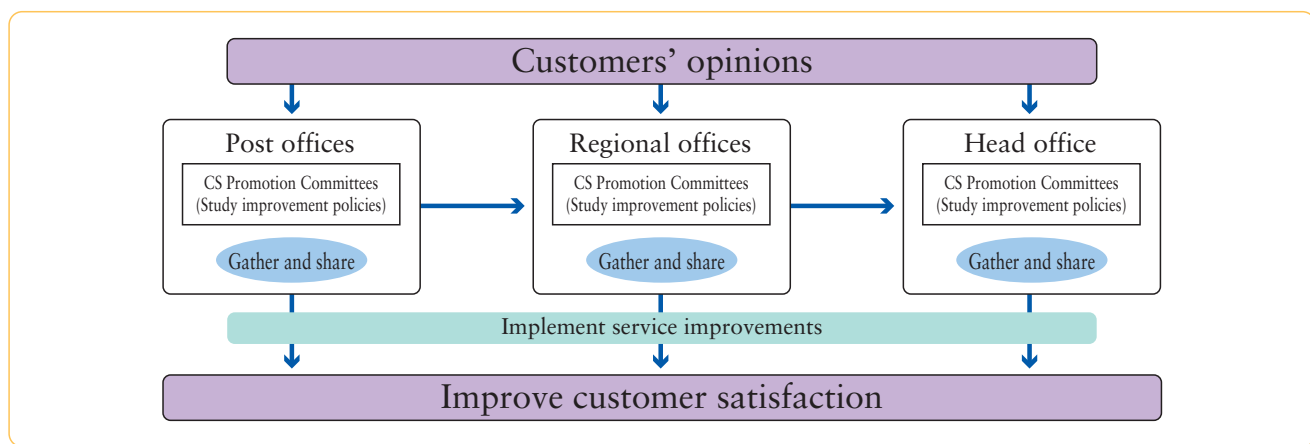 Customers’ opinions
Post offices
CS Promotion Committees
(Study improvement policies)
Gather and share
Regional offices
CS Promotion Committees
(Study improvement policies)
Gather and share
Head office
CS Promotion Committees
(Study improvement policies)
Gather and share
Implement service improvements
Improve customer satisfaction